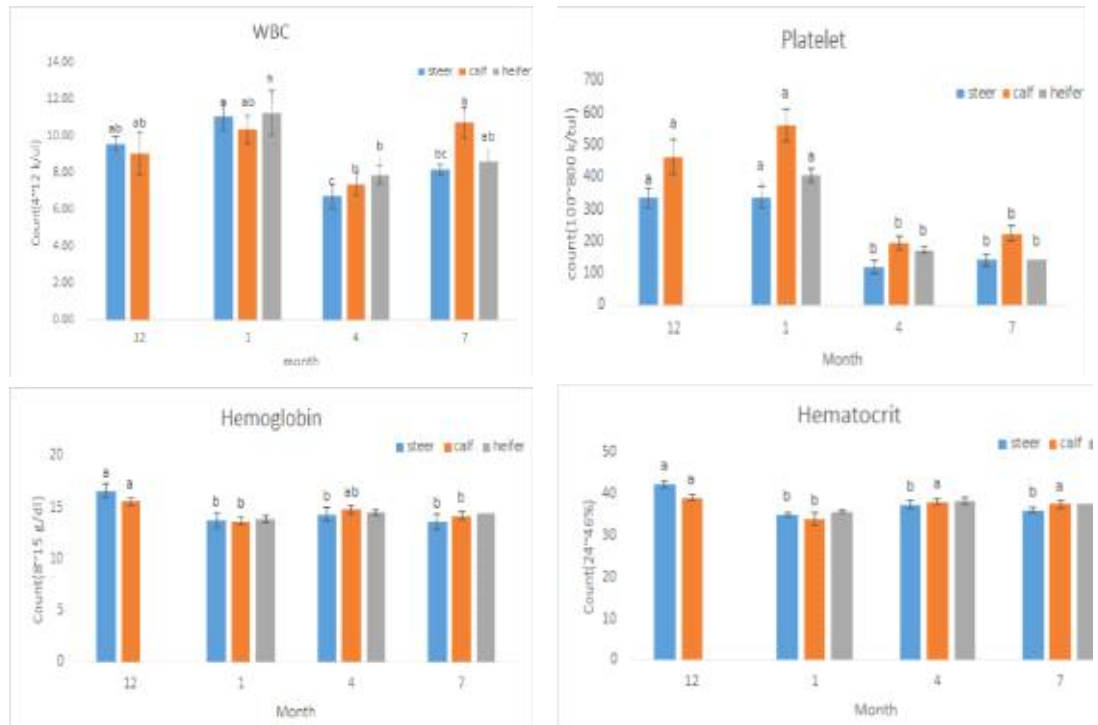 WBC
14.00
steer calf heifer
a
a ab a
12.00
ab ab
10.00
bc ab
b
8.00
c b
6.00
4.00
2.00
0.00
12 1 4 7
month
Count(4~12 k/ul)
Platelet
700
steer calf heifer
a
600
a
500
a a
400
a
300
b
200
b b b b b
100
0
12 1 4 7
Month
count(100~800 k/tul)
Hemoglobin
20
steer calf heifer
a a
15
b b b ab b b
10
5
0
12 1 4 7
Month
Count(8~15 g/dl)
Hematocrit
50
steer calf
a a
40
b b b a b a
30
20
10
0
12 1 4 7
Month
Count(24~46%)